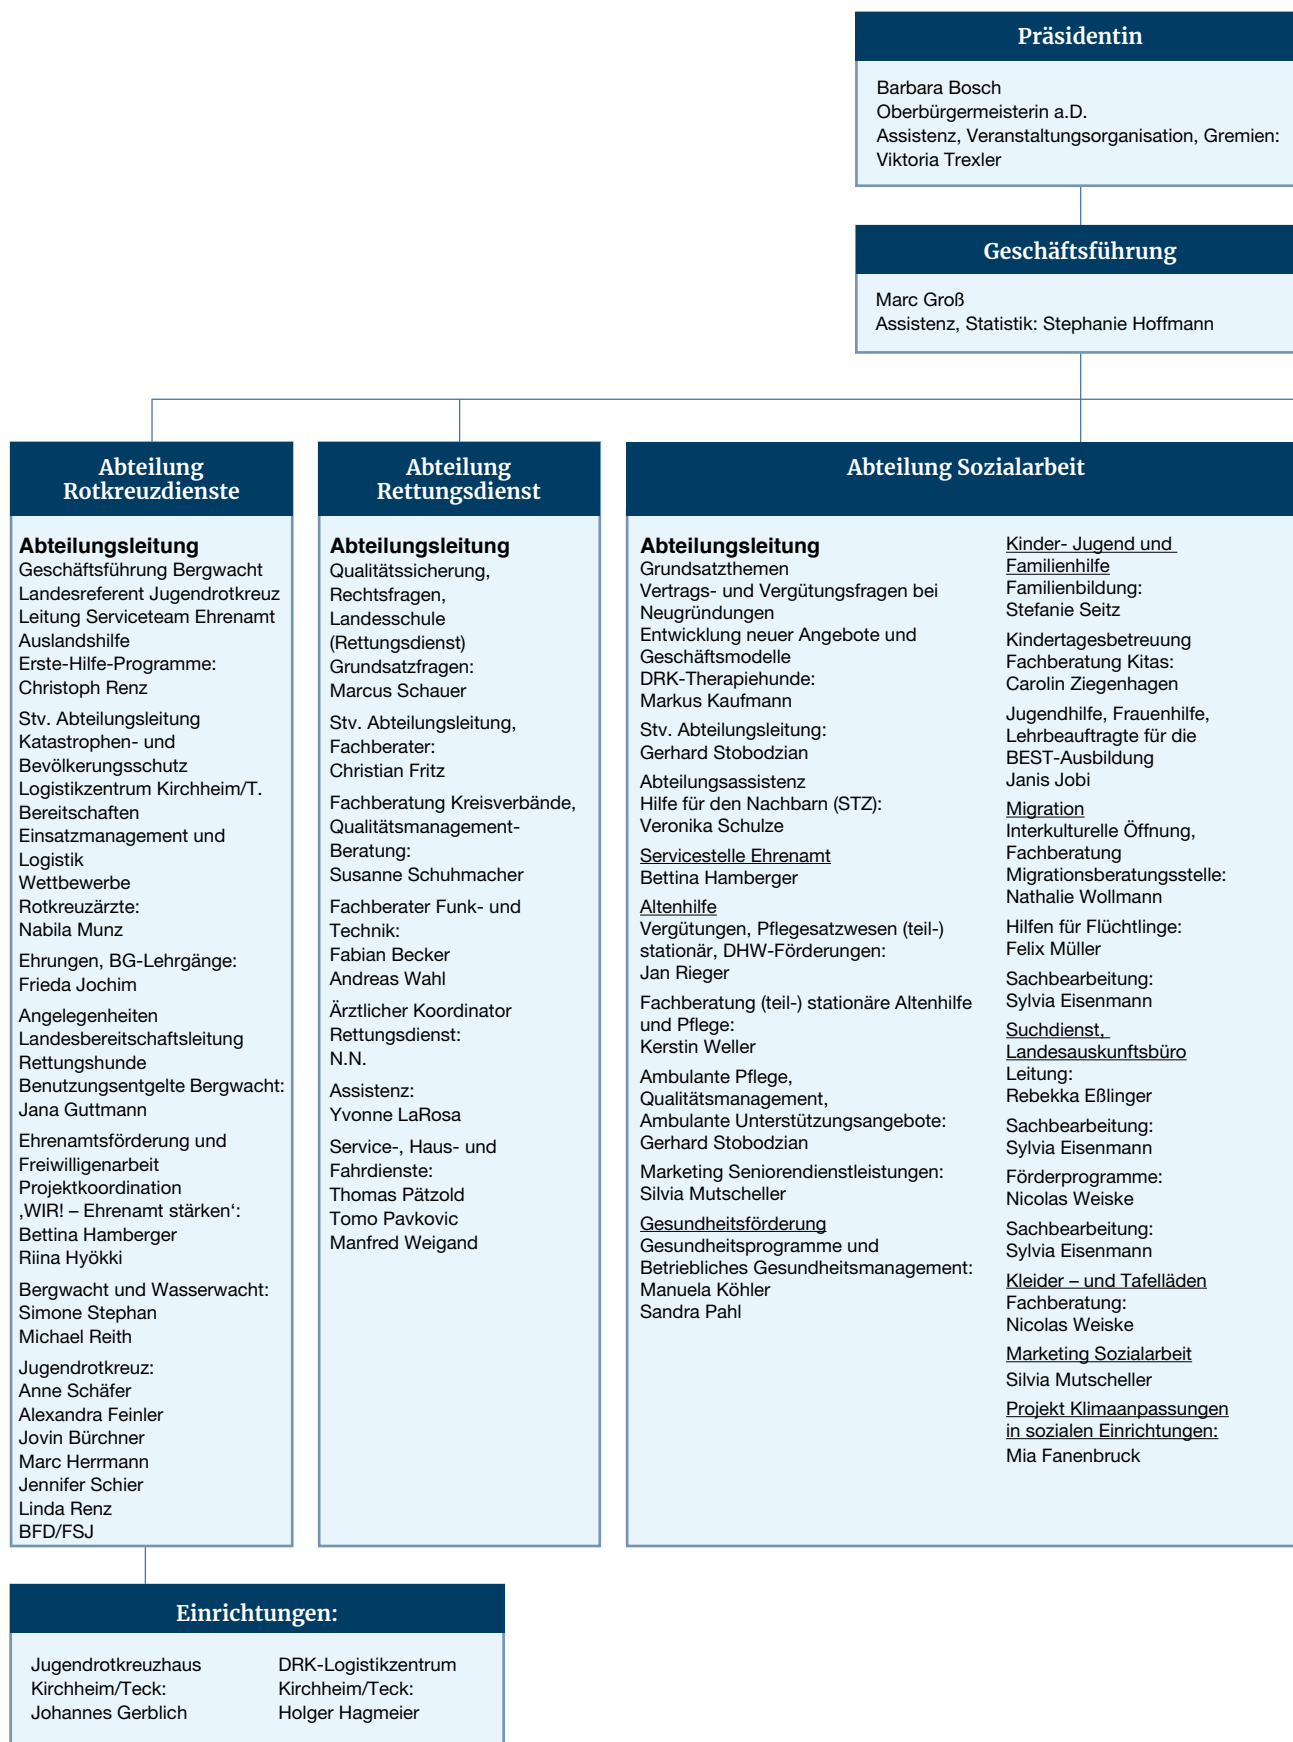 Präsidentin
Barbara Bosch
Oberbürgermeisterin a.D.
Assistenz, Veranstaltungsorganisation, Gremien:
Viktoria Trexler
Geschäftsführung
Marc Groß
Assistenz, Statistik: Stephanie Hoffmann
Abteilung
Rotkreuzdienste
Abteilungsleitung
Geschäftsführung Bergwacht
Landesreferent Jugendrotkreuz
Leitung Serviceteam Ehrenamt
Auslandshilfe
Erste-Hilfe-Programme:
Christoph Renz
Stv. Abteilungsleitung
Katastrophen- und
Bevölkerungsschutz
Logistikzentrum Kirchheim/T.
Bereitschaften
Einsatzmanagement und
Logistik
Wettbewerbe
Rotkreuzärzte:
Nabila Munz
Ehrungen, BG-Lehrgänge:
Frieda Jochim
Angelegenheiten
Landesbereitschaftsleitung
Rettungshunde
Benutzungsentgelte Bergwacht:
Jana Guttmann
Ehrenamtsförderung und
Freiwilligenarbeit
Projektkoordination
‚WIR! – Ehrenamt stärken‘:
Bettina Hamberger
Riina Hyökki
Bergwacht und Wasserwacht:
Simone Stephan
Michael Reith
Jugendrotkreuz:
Anne Schäfer
Alexandra Feinler
Jovin Bürchner
Marc Herrmann
Jennifer Schier
Linda Renz
BFD/FSJ
Abteilung
Rettungsdienst
Abteilungsleitung
Qualitätssicherung,
Rechtsfragen,
Landesschule
(Rettungsdienst)
Grundsatzfragen:
Marcus Schauer
Stv. Abteilungsleitung,
Fachberater:
Christian Fritz
Fachberatung Kreisverbände,
Qualitätsmanagement-
Beratung:
Susanne Schuhmacher
Fachberater Funk- und
Technik:
Fabian Becker
Andreas Wahl
Ärztlicher Koordinator
Rettungsdienst:
N.N.
Assistenz:
Yvonne LaRosa
Service-, Haus- und
Fahrdienste:
Thomas Pätzold
Tomo Pavkovic
Manfred Weigand
Abteilung Sozialarbeit
Abteilungsleitung
Grundsatzthemen
Vertrags- und Vergütungsfragen bei
Neugründungen
Entwicklung neuer Angebote und
Geschäftsmodelle
DRK-Therapiehunde:
Markus Kaufmann
Stv. Abteilungsleitung:
Gerhard Stobodzian
Abteilungsassistenz
Hilfe für den Nachbarn (STZ):
Veronika Schulze
Servicestelle Ehrenamt
Bettina Hamberger
Altenhilfe
Vergütungen, Pflegesatzwesen (teil-)
stationär, DHW-Förderungen:
Jan Rieger
Fachberatung (teil-) stationäre Altenhilfe
und Pflege:
Kerstin Weller
Ambulante Pflege,
Qualitätsmanagement,
Ambulante Unterstützungsangebote:
Gerhard Stobodzian
Marketing Seniorendienstleistungen:
Silvia Mutscheller
Gesundheitsförderung
Gesundheitsprogramme und
Betriebliches Gesundheitsmanagement:
Manuela Köhler
Sandra Pahl
Kinder- Jugend und
Familienhilfe
Familienbildung:
Stefanie Seitz
Kindertagesbetreuung
Fachberatung Kitas:
Carolin Ziegenhagen
Jugendhilfe, Frauenhilfe,
Lehrbeauftragte für die
BEST-Ausbildung
Janis Jobi
Migration
Interkulturelle Öffnung,
Fachberatung
Migrationsberatungsstelle:
Nathalie Wollmann
Hilfen für Flüchtlinge:
Felix Müller
Sachbearbeitung:
Sylvia Eisenmann
Suchdienst,
Landesauskunftsbüro
Leitung:
Rebekka Eßlinger
Sachbearbeitung:
Sylvia Eisenmann
Förderprogramme:
Nicolas Weiske
Sachbearbeitung:
Sylvia Eisenmann
Kleider – und Tafelläden
Fachberatung:
Nicolas Weiske
Marketing Sozialarbeit
Silvia Mutscheller
Projekt Klimaanpassungen
in sozialen Einrichtungen:
Mia Fanenbruck
Einrichtungen:
Jugendrotkreuzhaus
Kirchheim/Teck:
Johannes Gerblich
DRK-Logistikzentrum
Kirchheim/Teck:
Holger Hagmeier